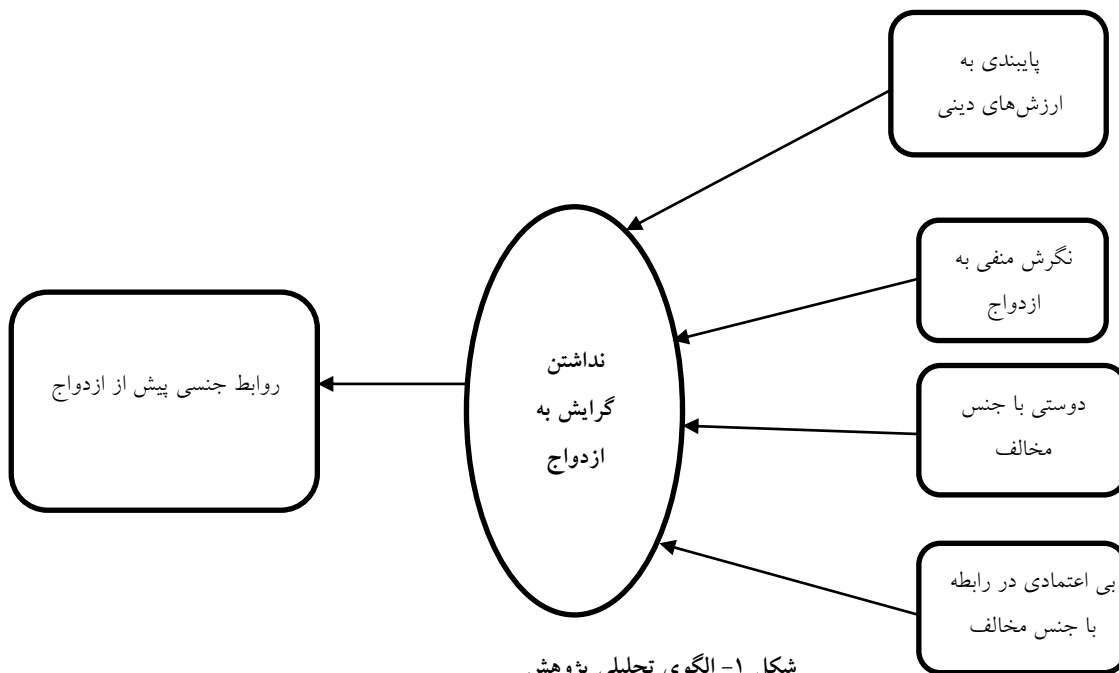 پایبندی به
ارزش‌های دینی
نگرش منفی به
ازدواج
دوستی با جنس
مخالف
بی اعتمادی در رابطه
با جنس مخالف
نداشتن
گرایش به
ازدواج
روابط جنسی پیش از ازدواج
شکل ۱- الگوی تحلیلی پژوهش